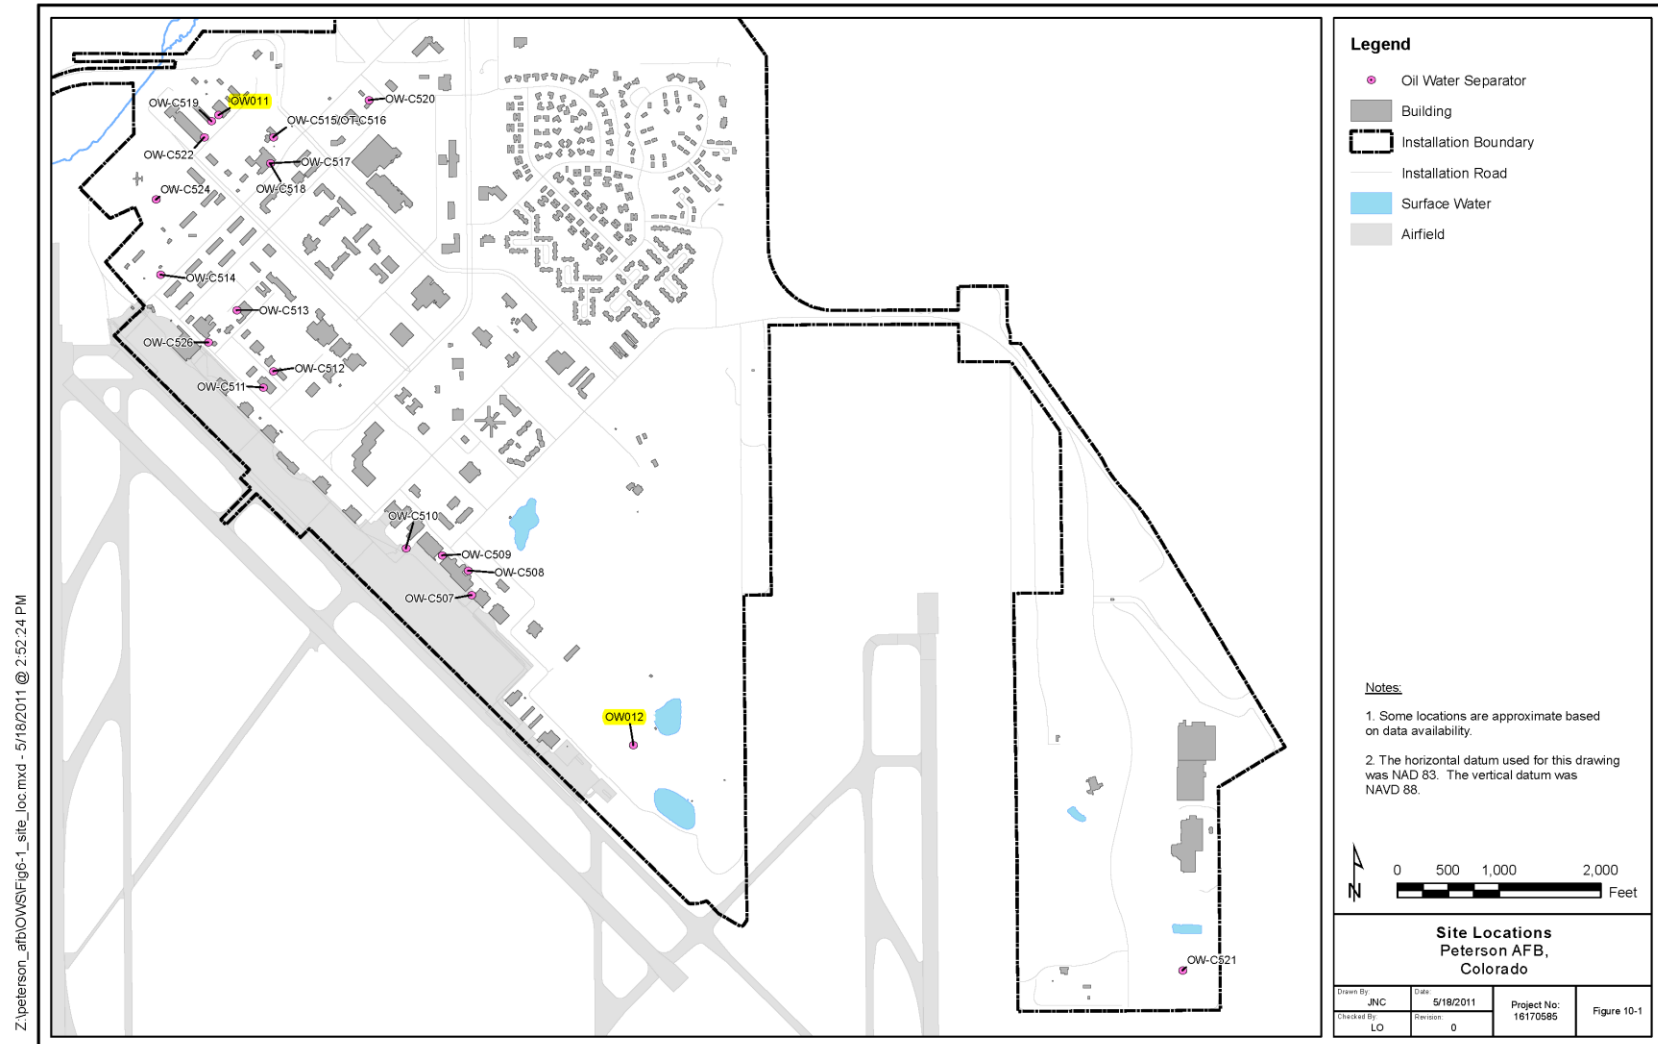 OW-C519
OW011
OW-C520
OW-C515/OT-C516
OW-C522
OW-C517
OW-C518
OW-C524
OW-C514
OW-C513
OW-C526
OW-C512
OW-C511
OW-C510
OW-C509
OW-C508
OW-C507
OW012
OW-C521
Z:\peterson_afb\OWS\Fig6-1_site_loc.mxd - 5/18/2011 @ 2:52:24 PM
Legend
Oil Water Separator
Building
Installation Boundary
Installation Road
Surface Water
Airfield
Notes:
1. Some locations are approximate based
on data availability.
2. The horizontal datum used for this drawing
was NAD 83. The vertical datum was
NAVD 88.
N
0 500 1,000 2,000
Feet
Site Locations
Peterson AFB,
Colorado
Drawn By:
JNC
Date:
5/18/2011
Project No:
16170585
Figure 10-1
Checked By:
LO
Revision:
0